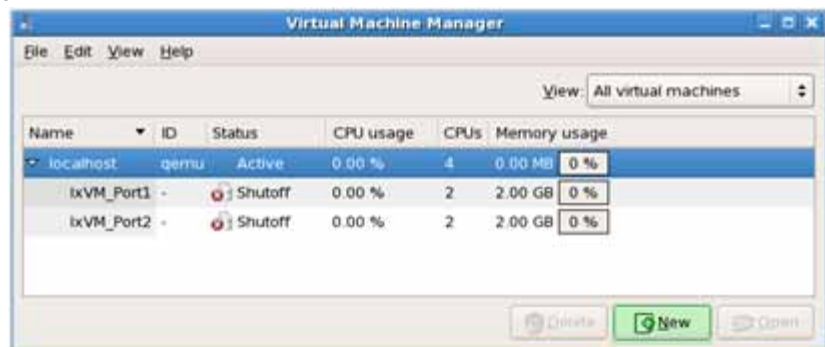 Virtual Machine Manager
File Edit View Help
View: All virtual machines
Name ID Status CPU usage CPUs Memory usage
localhost qemu Active 0.00 % 4 0.00 MB 0 %
IxVM_Port1 - Shutoff 0.00 % 2 2.00 GB 0 %
IxVM_Port2 - Shutoff 0.00 % 2 2.00 GB 0 %
Delete New Open